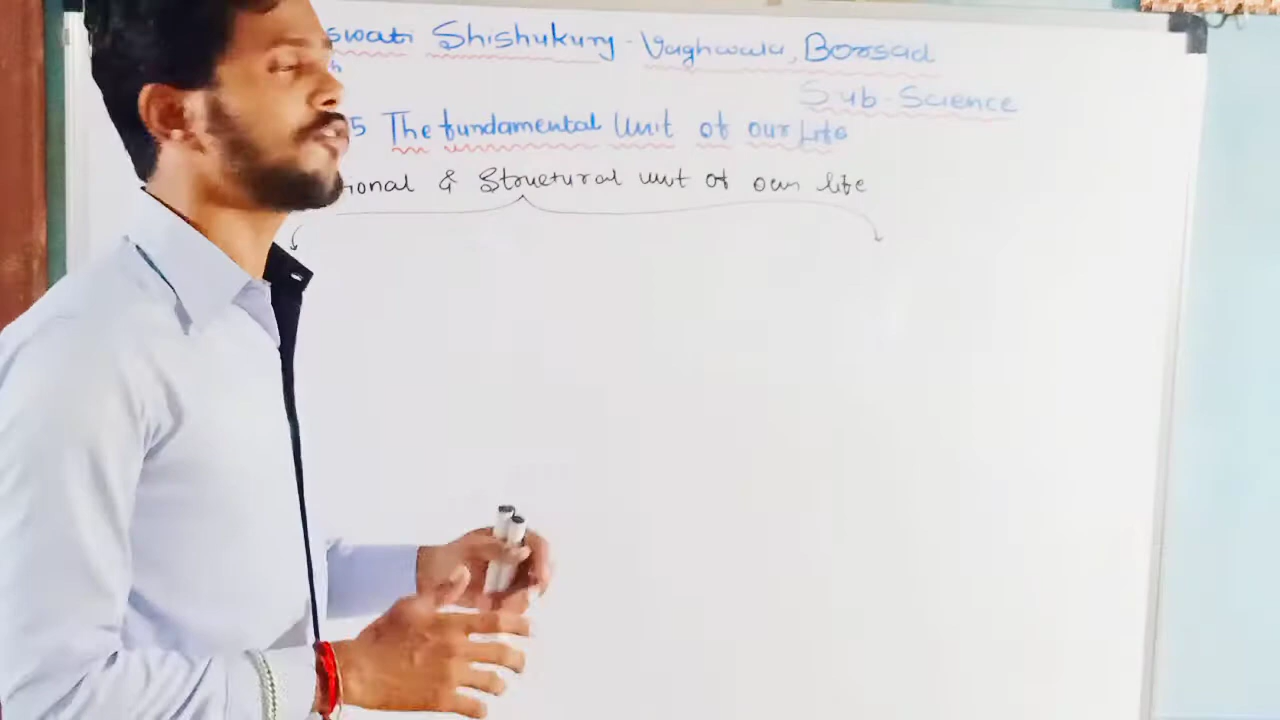 swati Shishukunj - Vaghwala, Borsad
h
Sub - Science
5 The fundamental Unit of our Life
ional & Structural unit of our life